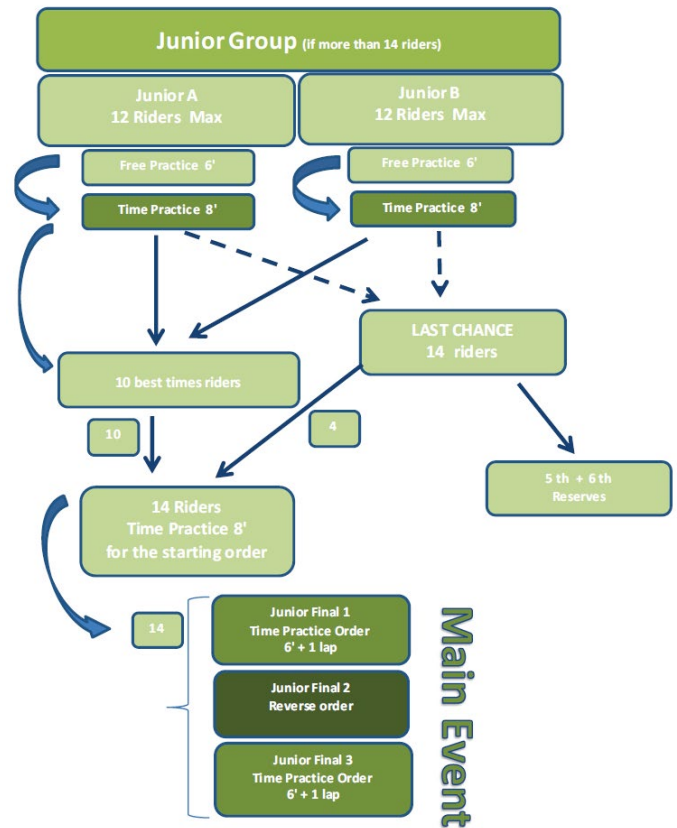 Junior Group (if more than 14 riders)
Junior A
12 Riders Max
Junior B
12 Riders Max
Free Practice 6'
Free Practice 6'
Time Practice 8'
Time Practice 8'
LAST CHANCE
14 riders
10 best times riders
10
4
5 th + 6 th
Reserves
14 Riders
Time Practice 8'
for the starting order
14
Junior Final 1
Time Practice Order
6' + 1 lap
Junior Final 2
Reverse order
Junior Final 3
Time Practice Order
6' + 1 lap
Main Event